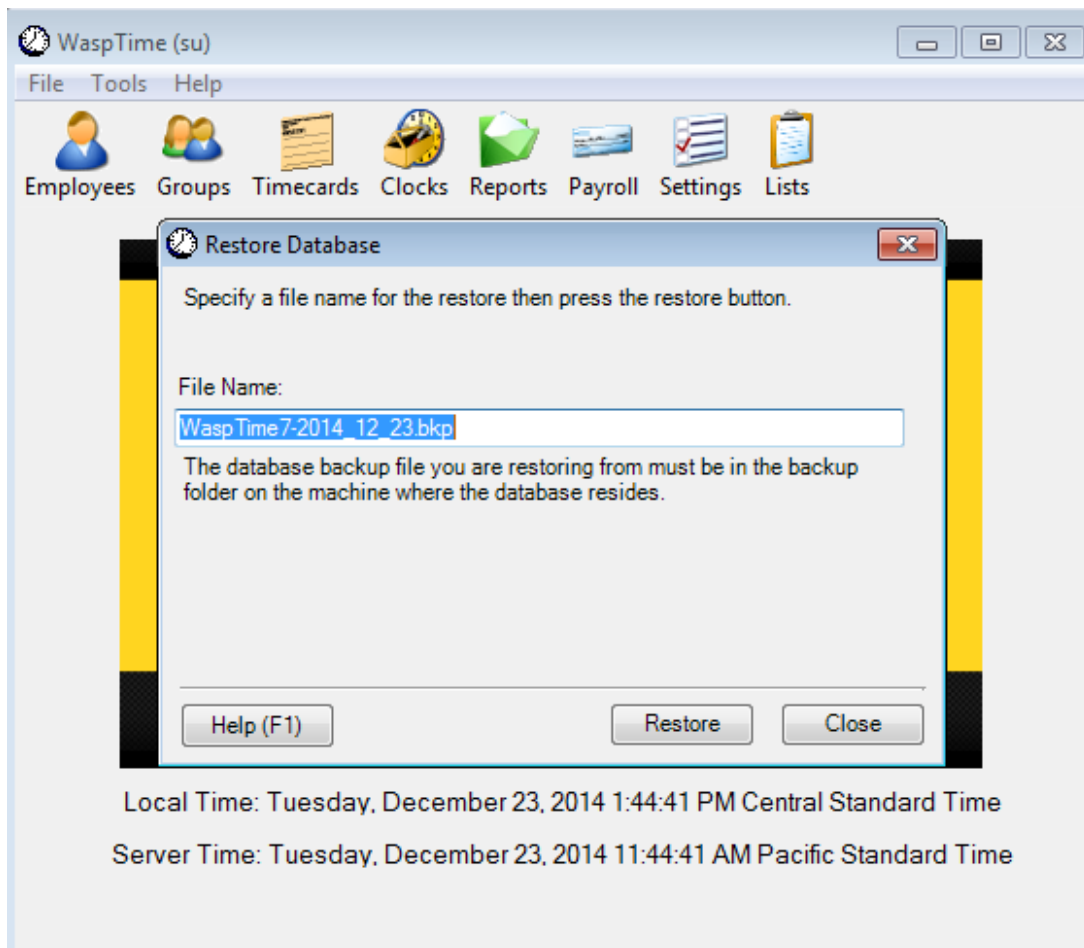 WaspTime (su)
File Tools Help
Employees Groups Timecards Clocks Reports Payroll Settings Lists
Restore Database
Specify a file name for the restore then press the restore button.
File Name:
WaspTime7-2014_12_23.bkp
The database backup file you are restoring from must be in the backup
folder on the machine where the database resides.
Help (F1) Restore Close
Local Time: Tuesday, December 23, 2014 1:44:41 PM Central Standard Time
Server Time: Tuesday, December 23, 2014 11:44:41 AM Pacific Standard Time